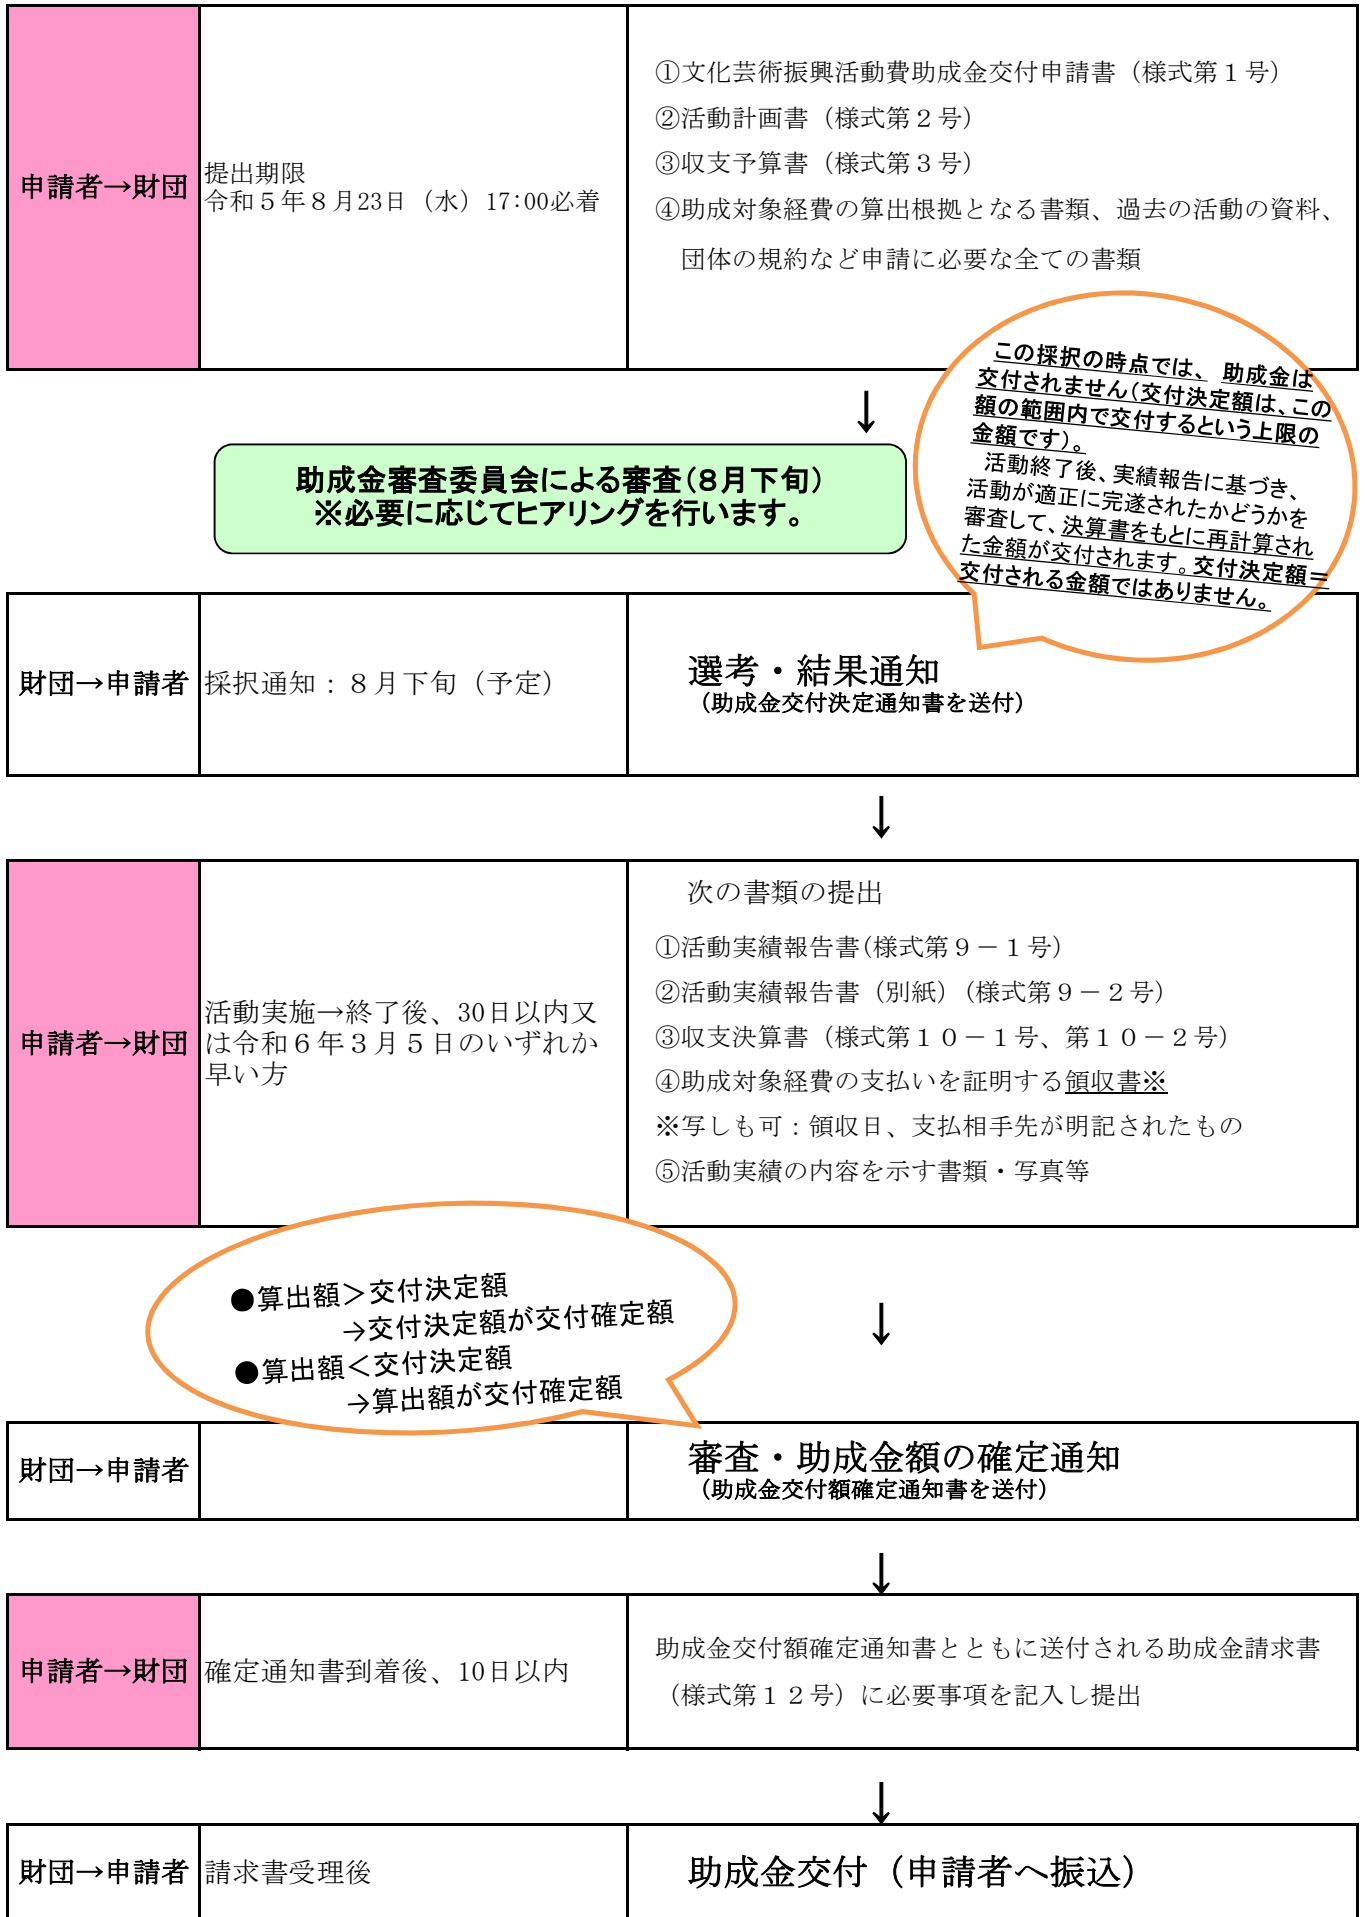 申請者→財団
提出期限
令和５年８月23日（水）17:00必着
①文化芸術振興活動費助成金交付申請書（様式第１号）
②活動計画書（様式第２号）
③収支予算書（様式第３号）
④助成対象経費の算出根拠となる書類、過去の活動の資料、
団体の規約など申請に必要な全ての書類
↓
この採択の時点では、助成金は
交付されません（交付決定額は、この
額の範囲内で交付するという上限の
金額です）。
活動終了後、実績報告に基づき、
活動が適正に完遂されたかどうかを
審査して、決算書をもとに再計算され
た金額が交付されます。交付決定額＝
交付される金額ではありません。
助成金審査委員会による審査（８月下旬）
※必要に応じてヒアリングを行います。
財団→申請者
採択通知：８月下旬（予定）
選考・結果通知
（助成金交付決定通知書を送付）
↓
申請者→財団
活動実施→終了後、30日以内又
は令和６年３月５日のいずれか
早い方
次の書類の提出
①活動実績報告書(様式第９－１号）
②活動実績報告書（別紙）(様式第９－２号）
③収支決算書（様式第１０－１号、第１０－２号）
④助成対象経費の支払いを証明する領収書※
※写しも可：領収日、支払相手先が明記されたもの
⑤活動実績の内容を示す書類・写真等
●算出額＞交付決定額
→交付決定額が交付確定額
●算出額＜交付決定額
→算出額が交付確定額
↓
財団→申請者
審査・助成金額の確定通知
（助成金交付額確定通知書を送付）
↓
申請者→財団
確定通知書到着後、10日以内
助成金交付額確定通知書とともに送付される助成金請求書
（様式第１２号）に必要事項を記入し提出
↓
財団→申請者
請求書受理後
助成金交付（申請者へ振込）